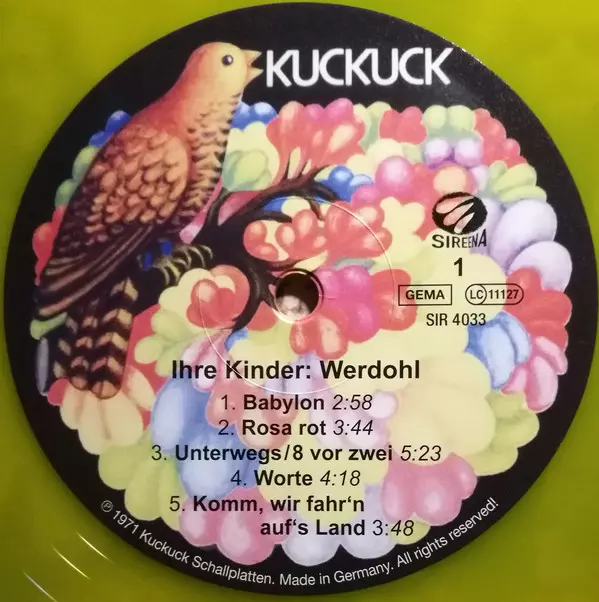 KUCKUCK
SIREENA
1
GEMA LC 11127
SIR 4033
Ihre Kinder: Werdohl
1. Babylon 2:58
2. Rosa rot 3:44
3. Unterwegs/8 vor zwei 5:23
4. Worte 4:18
5. Komm, wir fahr'n
auf's Land 3:48
℗ 1971 Kuckuck Schallplatten. Made in Germany. All rights reserved!